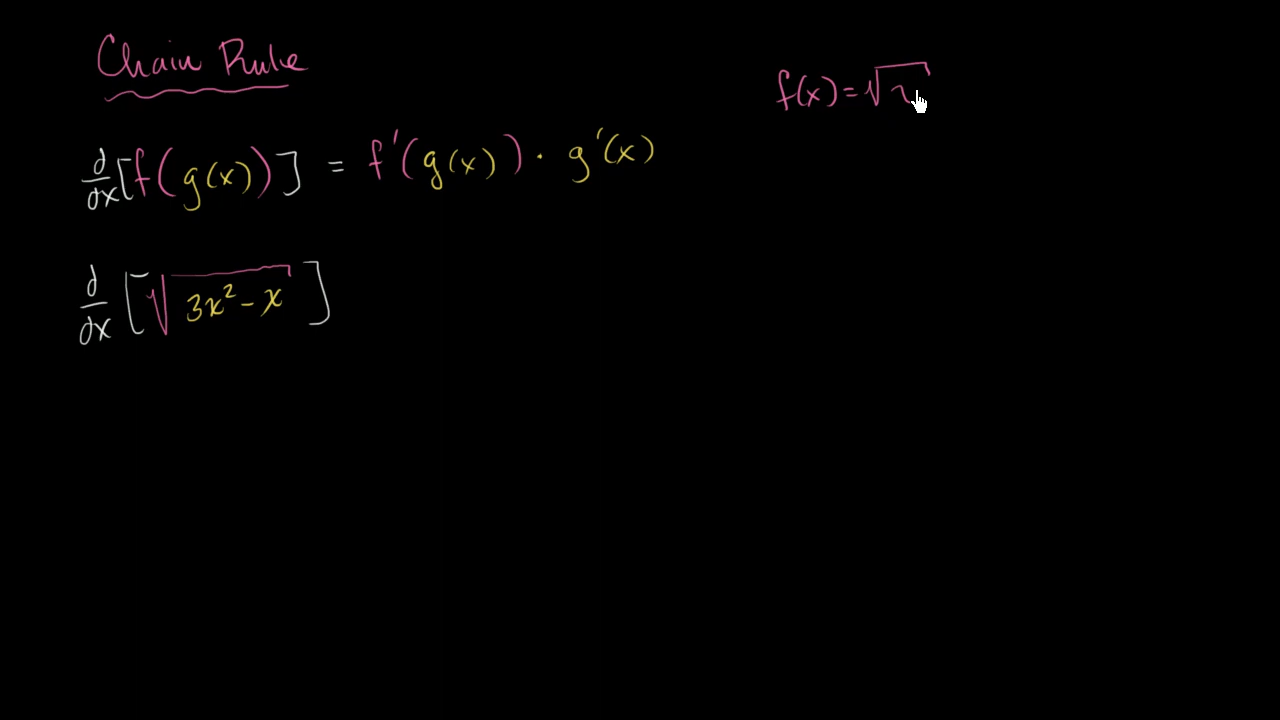 Chain Rule
f(x)=√x
d/dx [f(g(x))] = f'(g(x)) · g'(x)
d/dx [√(3x² - x)]